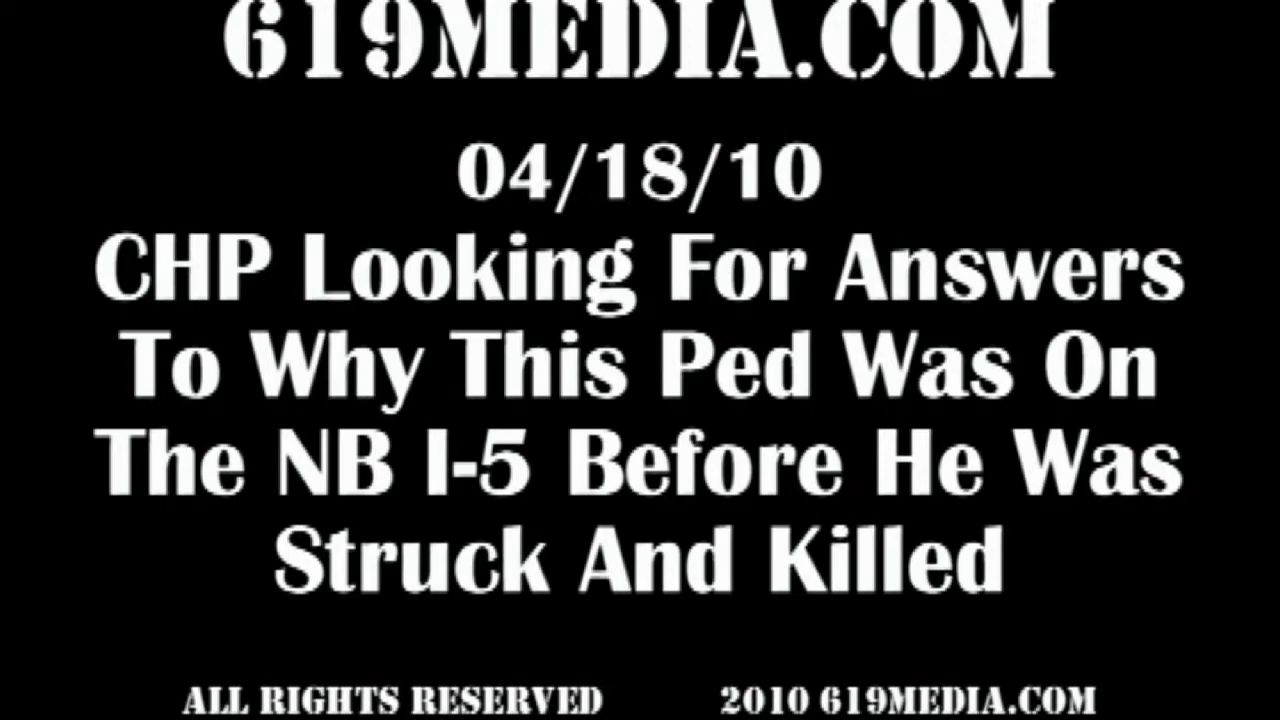 619MEDIA.COM
04/18/10
CHP Looking For Answers
To Why This Ped Was On
The NB I-5 Before He Was
Struck And Killed
ALL RIGHTS RESERVED 2010 619MEDIA.COM